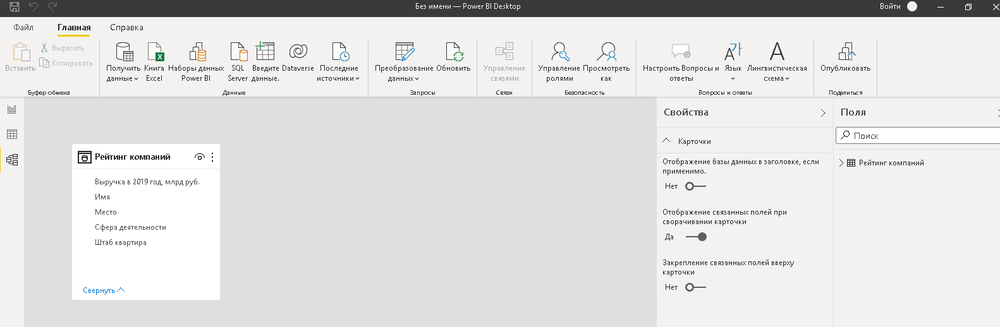 Без имени — Power BI Desktop
Войти
Файл
Главная
Справка
Вставить
Вырезать
Копировать
Буфер обмена
Получить данные
Книга Excel
Наборы данных Power BI
SQL Server
Введите данные.
Dataverse
Последние источники
Данные
Преобразование данных
Обновить
Запросы
Управление связями
Связи
Управление ролями
Просмотреть как
Безопасность
Настроить Вопросы и ответы
Язык
Лингвистическая схема
Вопросы и ответы
Опубликовать
Поделиться
Рейтинг компаний
Выручка в 2019 год, млрд руб.
Имя
Место
Сфера деятельности
Штаб квартира
Свернуть
Свойства
Карточки
Отображение базы данных в заголовке, если
применимо.
Нет
Отображение связанных полей при
сворачивании карточки
Да
Закрепление связанных полей вверху
карточки
Нет
Поля
Поиск
Рейтинг компаний